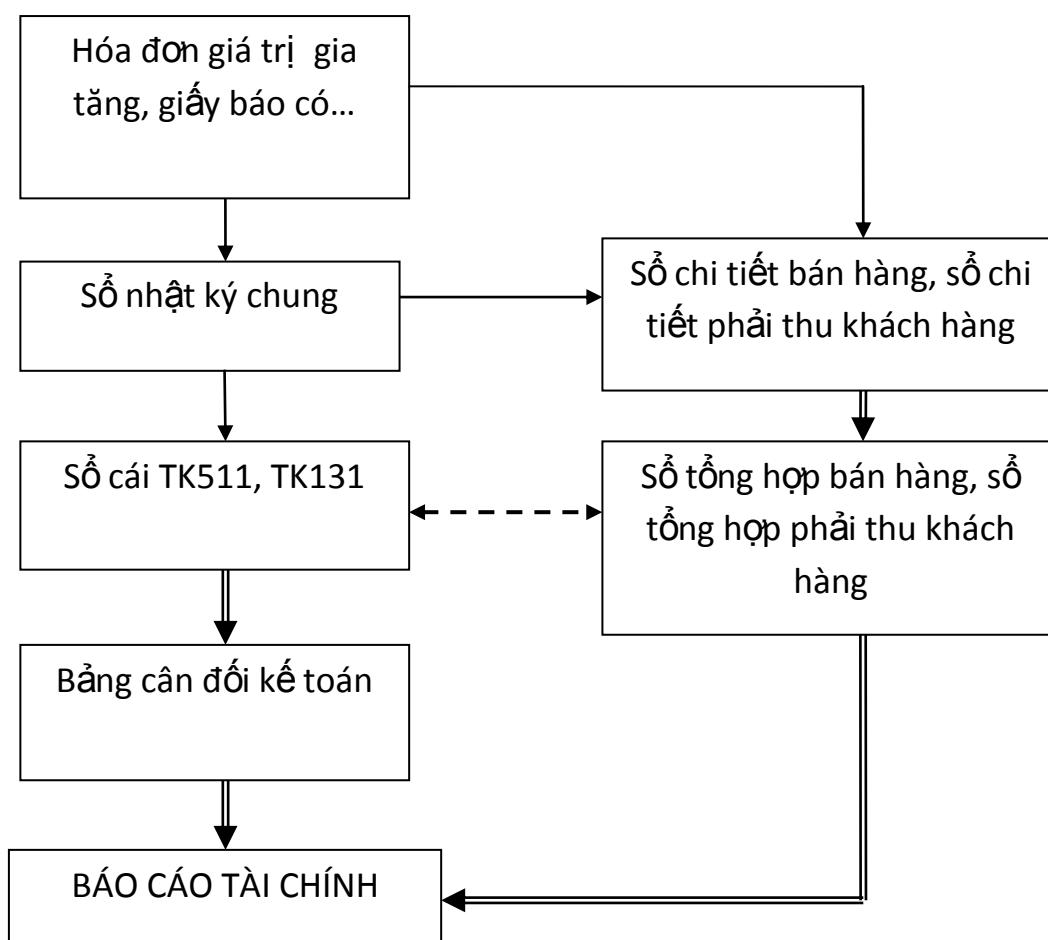 Hóa đơn giá trị gia
tăng, giấy báo có...
Sổ nhật ký chung
Sổ chi tiết bán hàng, sổ chi
tiết phải thu khách hàng
Sổ cái TK511, TK131
Sổ tổng hợp bán hàng, sổ
tổng hợp phải thu khách
hàng
Bảng cân đối kế toán
BÁO CÁO TÀI CHÍNH